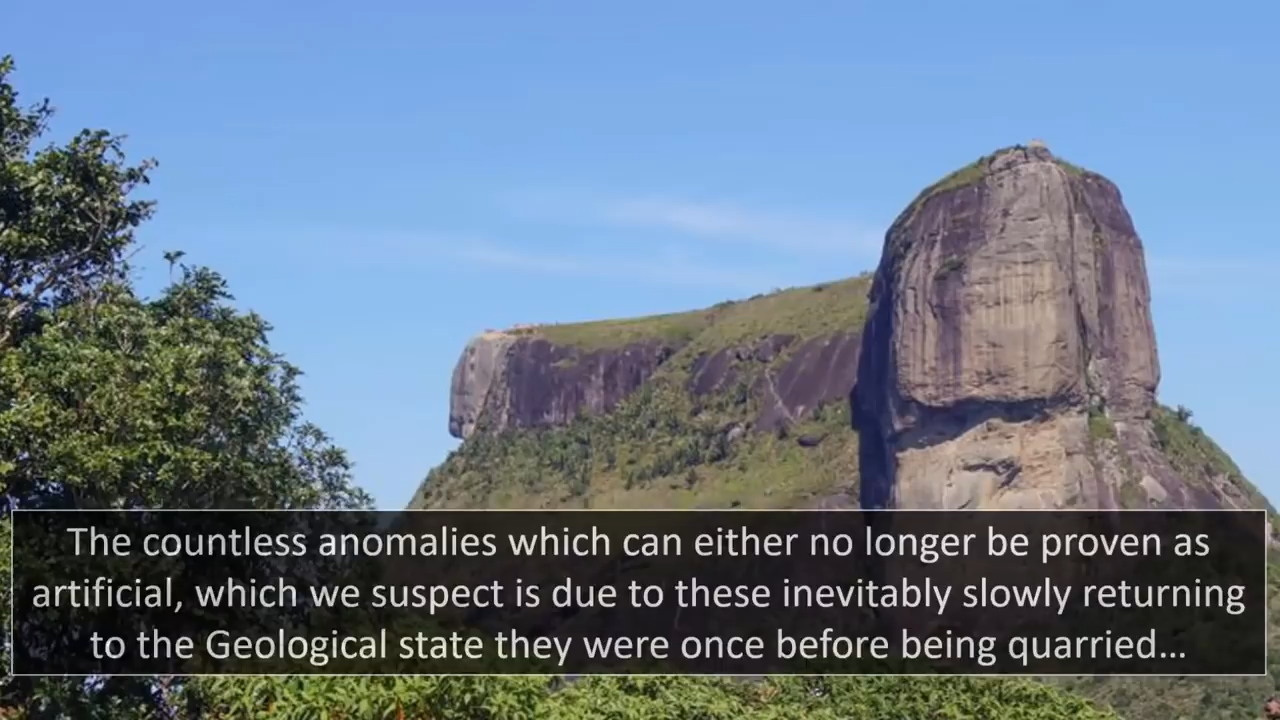 The countless anomalies which can either no longer be proven as
artificial, which we suspect is due to these inevitably slowly returning
to the Geological state they were once before being quarried...